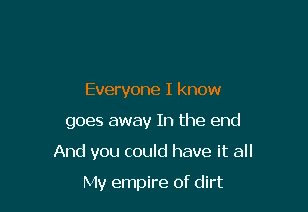 Everyone I know
goes away In the end
And you could have it all
My empire of dirt